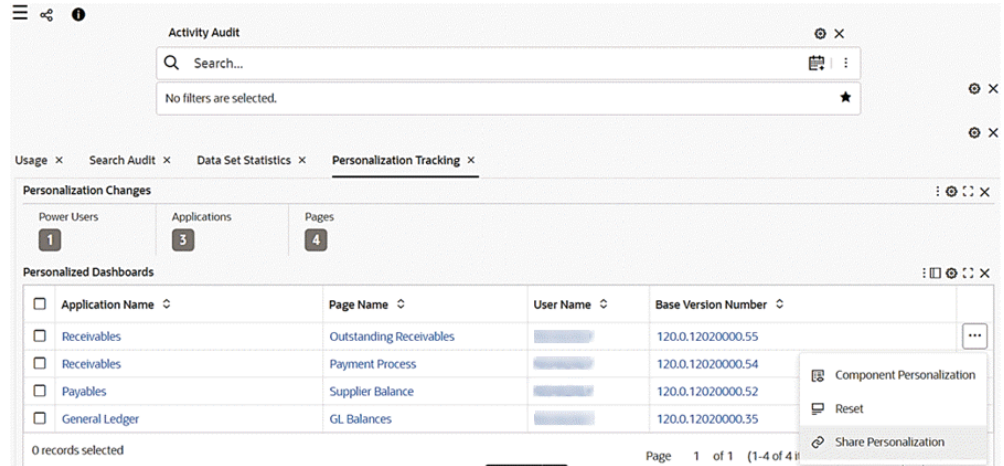 Activity Audit
Search...
No filters are selected.
Usage × Search Audit × Data Set Statistics × Personalization Tracking ×
Personalization Changes
Power Users Applications Pages
1 3 4
Personalized Dashboards
Application Name Page Name User Name Base Version Number
Receivables Outstanding Receivables 120.0.12020000.55
Receivables Payment Process 120.0.12020000.54
Component Personalization
Payables Supplier Balance 120.0.12020000.52
Reset
General Ledger GL Balances 120.0.12020000.35
Share Personalization
0 records selected
Page 1 of 1 (1-4 of 4